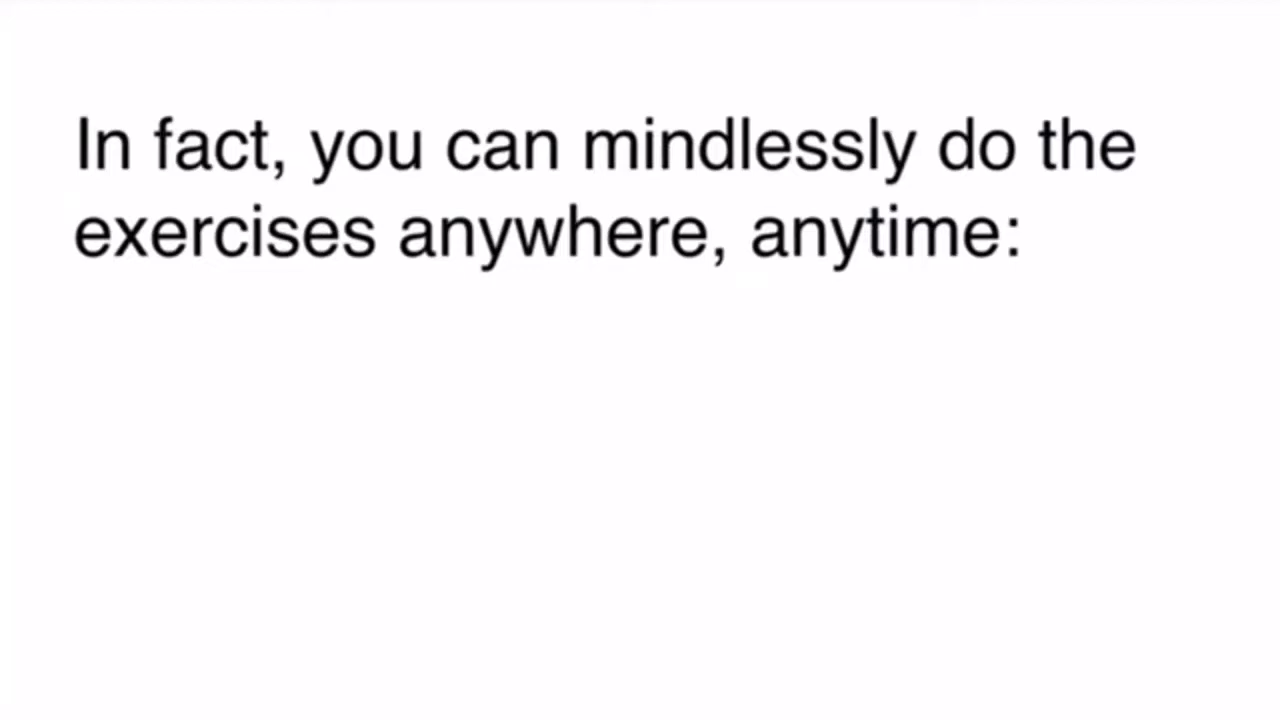 In fact, you can mindlessly do the
exercises anywhere, anytime: